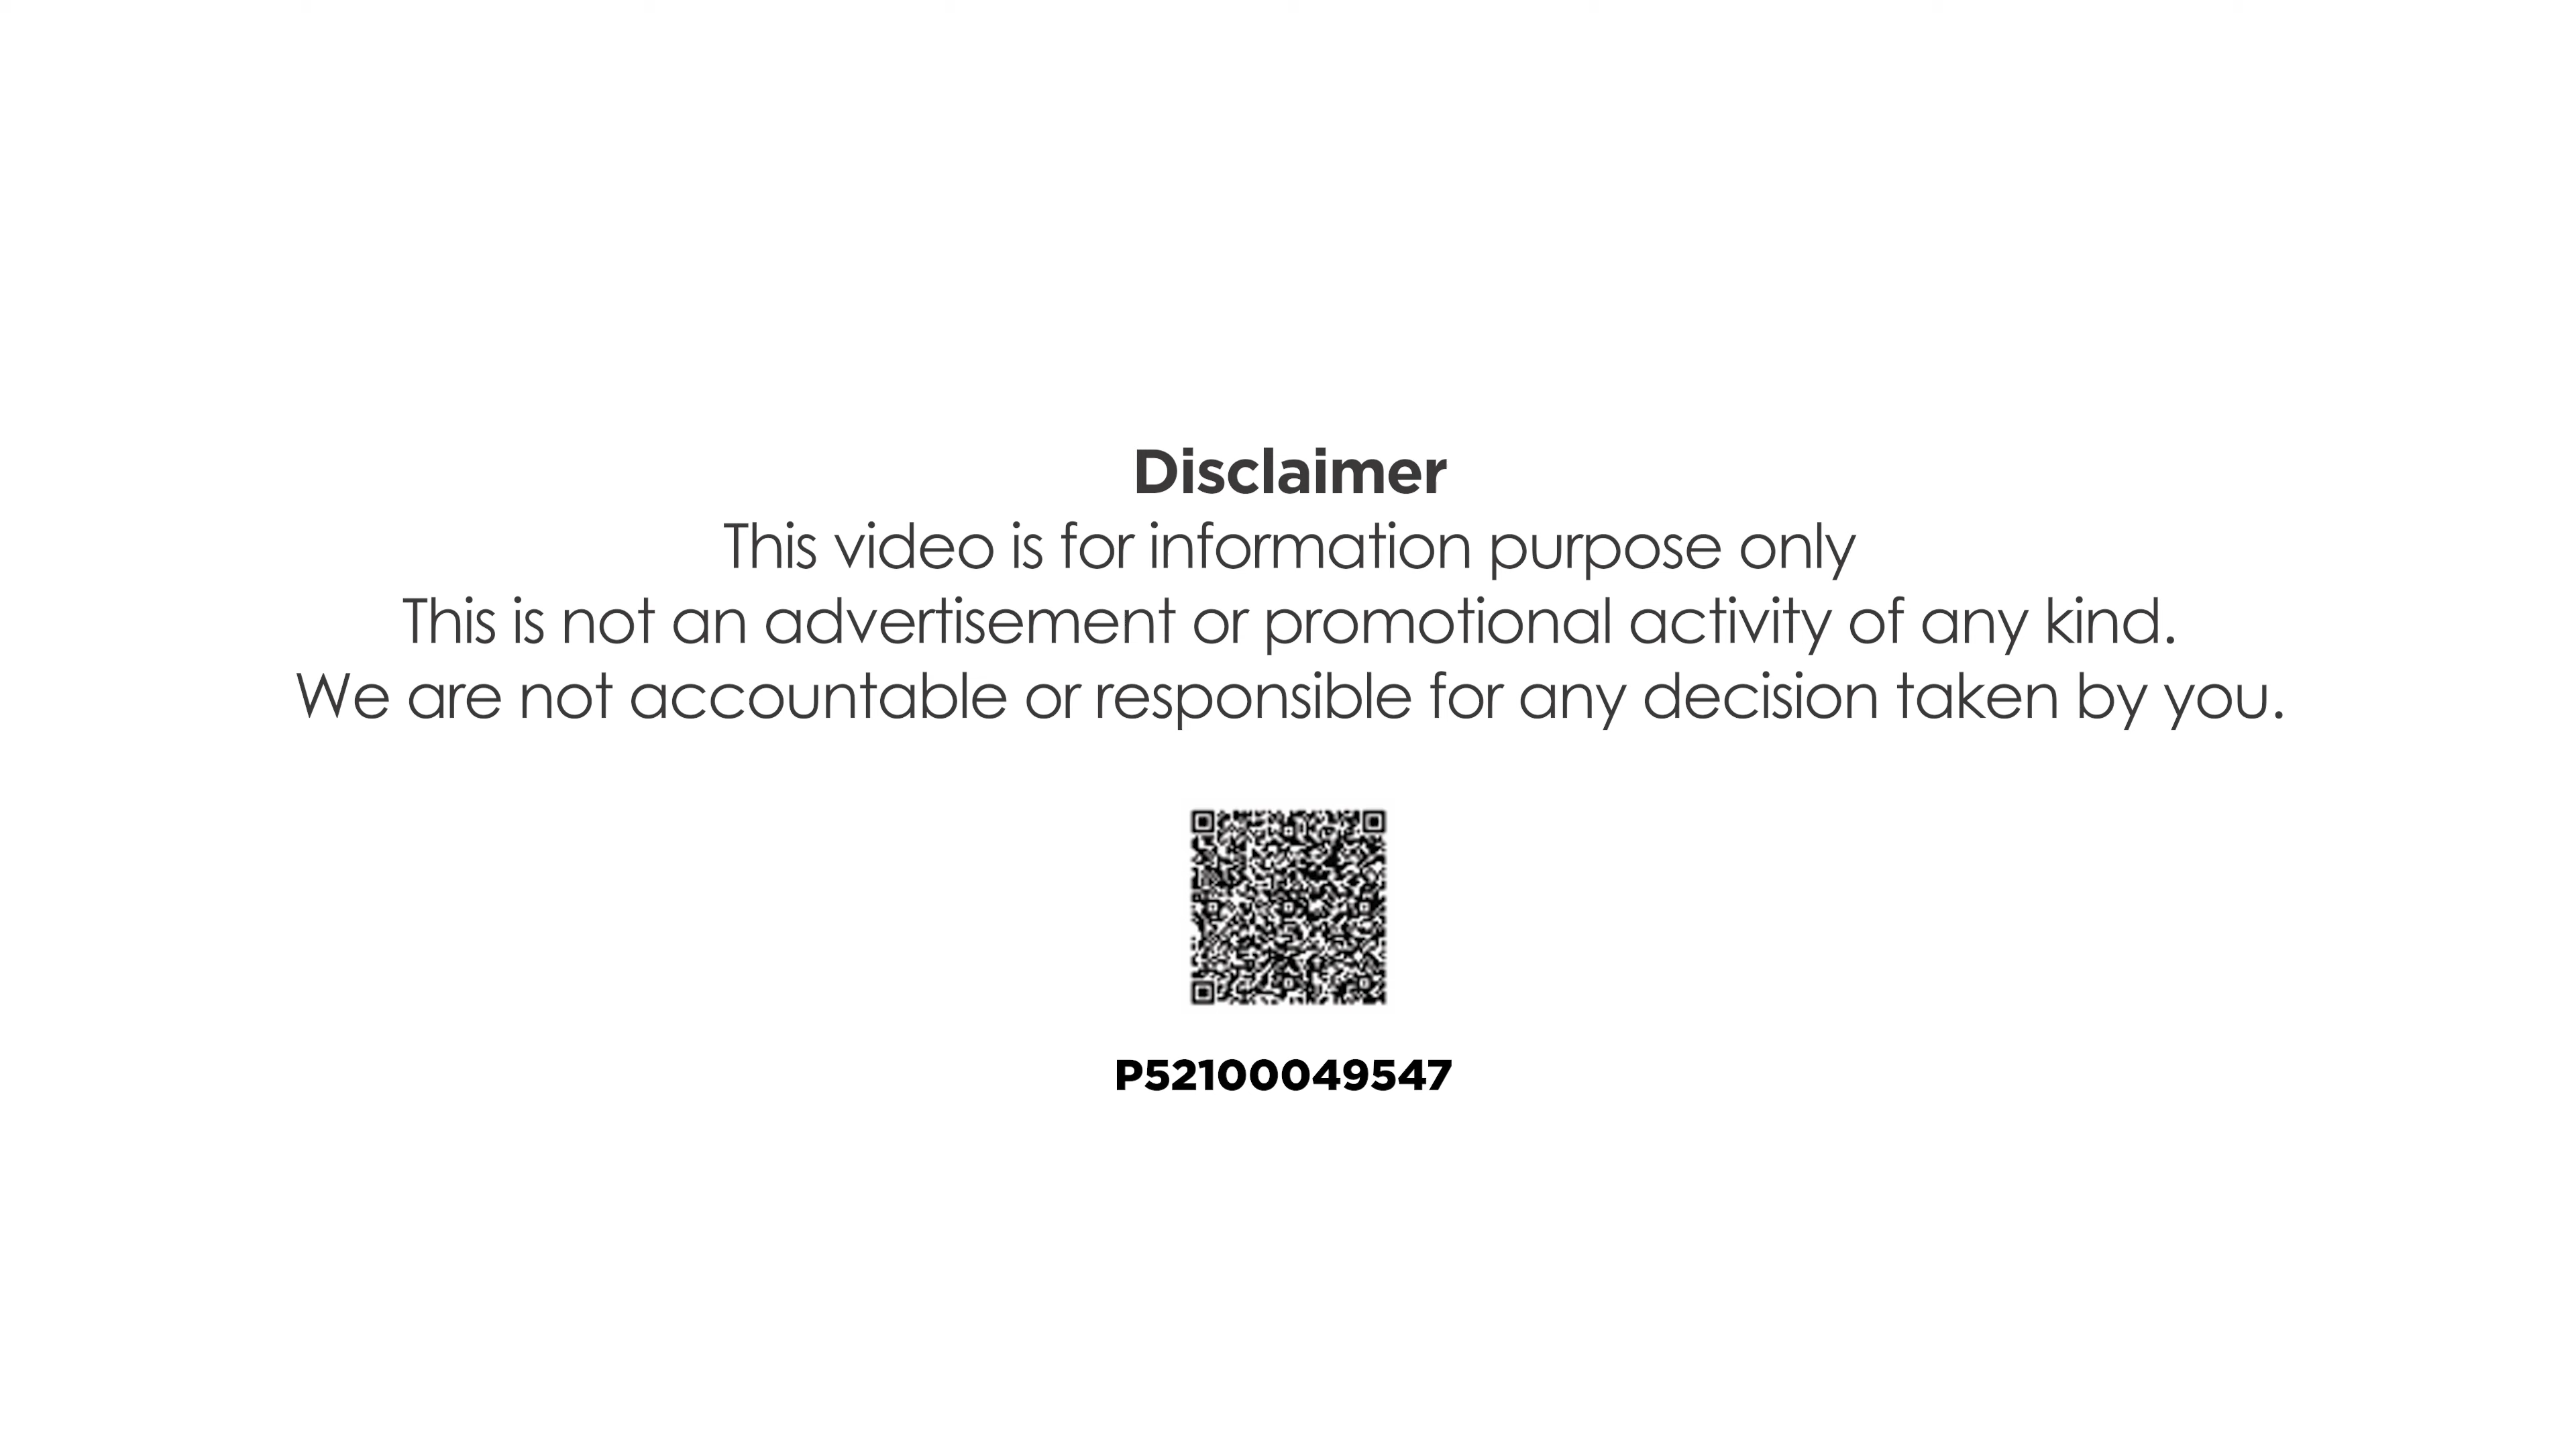 Disclaimer
This video is for information purpose only
This is not an advertisement or promotional activity of any kind.
We are not accountable or responsible for any decision taken by you.
P52100049547